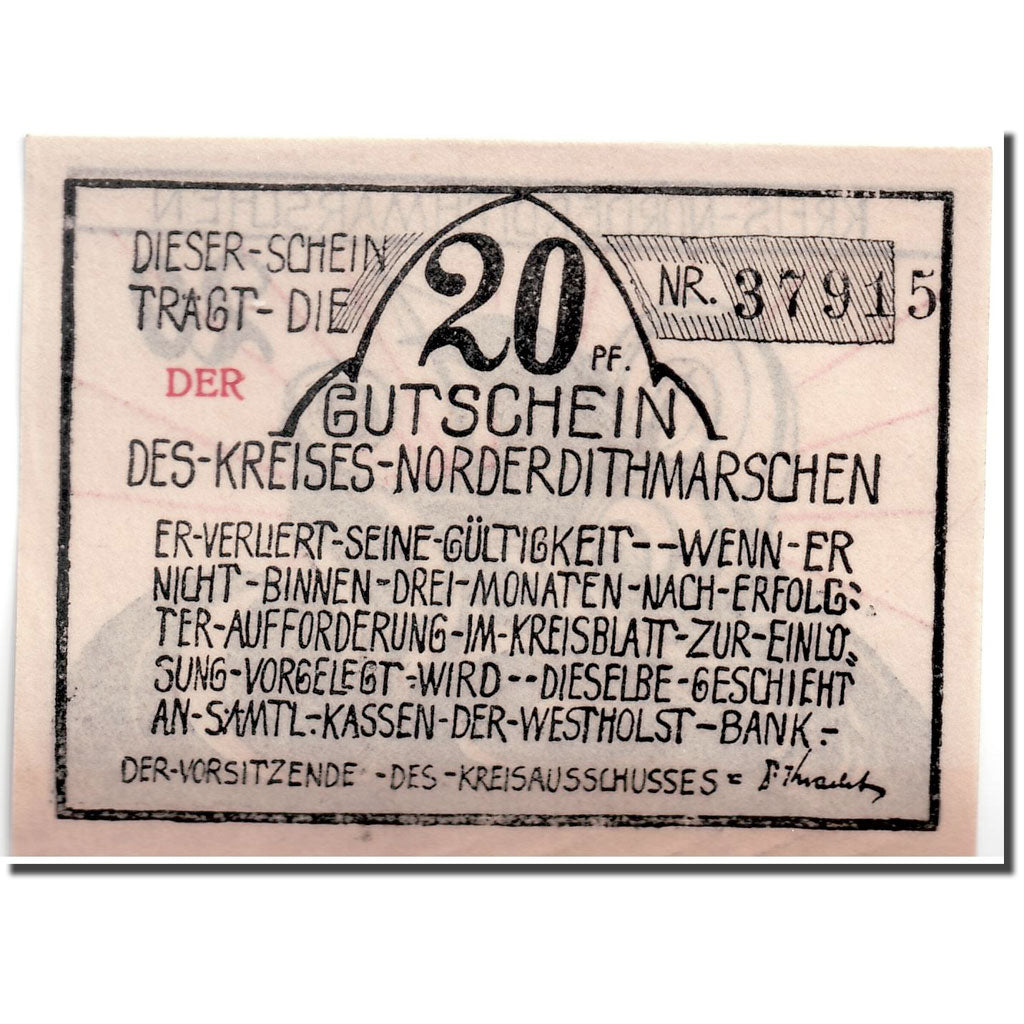 DIESER-SCHEIN
TRAGT-DIE
DER
20 PF.
NR. 37915
GUTSCHEIN
DES-KREISES-NORDERDITHMARSCHEN
ER-VERLIERT-SEINE-GÜLTIGKEIT--WENN-ER
NICHT-BINNEN-DREI-MONATEN-NACH-ERFOLG=
TER-AUFFORDERUNG-IM-KREISBLATT-ZUR-EINLO=
SUNG-VORGELEGT-WIRD--DIESELBE-GESCHIEHT
AN-SAMTL.-KASSEN-DER-WESTHOLST-BANK.-
DER-VORSITZENDE-DES-KREISAUSSCHUSSES=